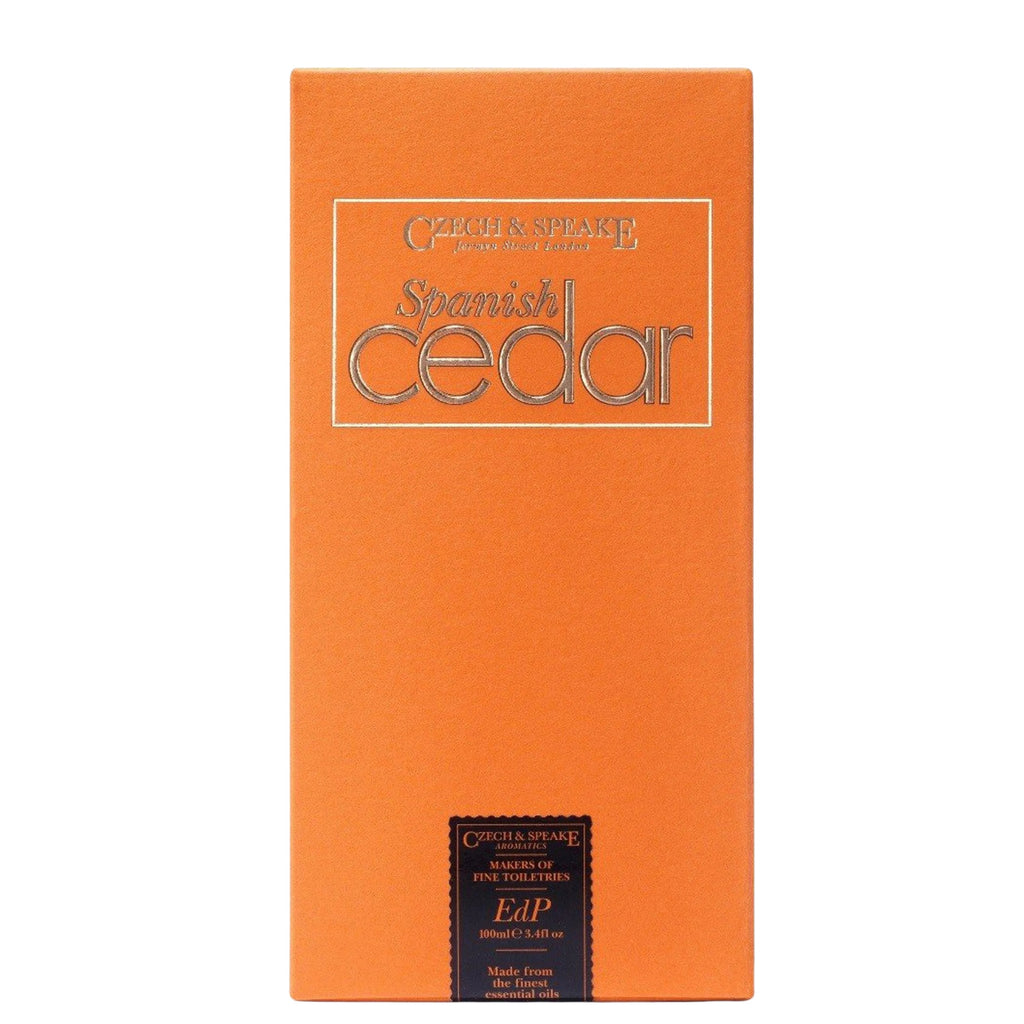 CZECH & SPEAKE
Jermyn Street London
Spanish
cedar
CZECH & SPEAKE
AROMATICS
MAKERS OF
FINE TOILETRIES
EdP
100ml ℮ 3.4fl oz
Made from
the finest
essential oils